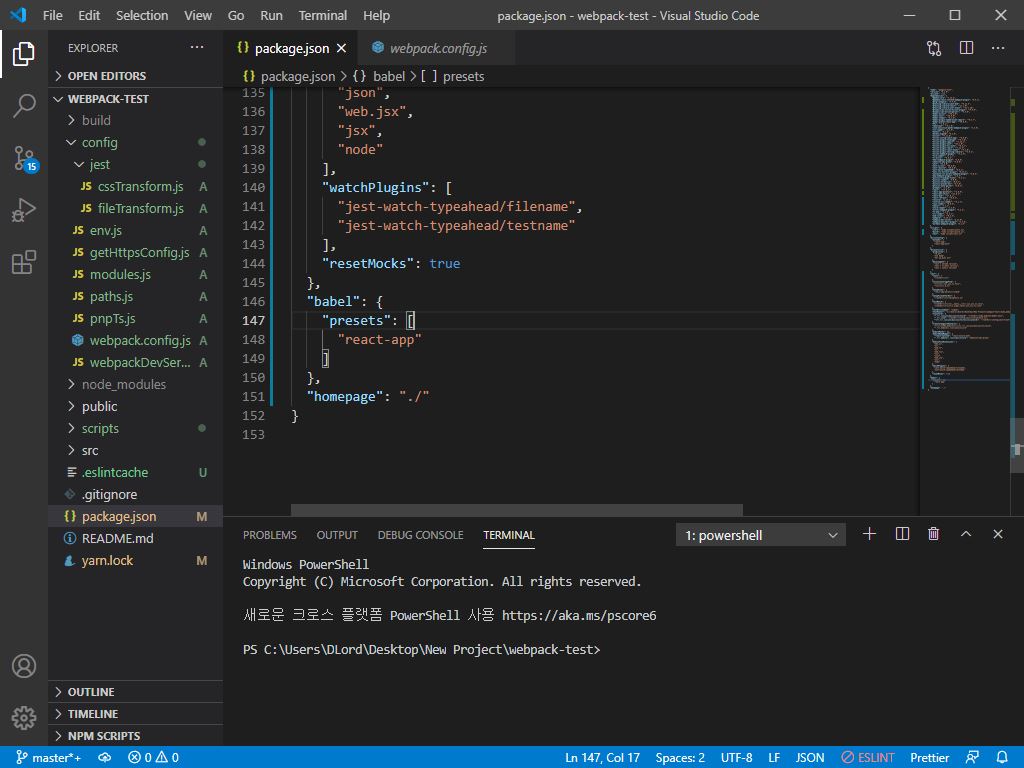 File Edit Selection View Go Run Terminal Help package.json - webpack-test - Visual Studio Code
EXPLORER
OPEN EDITORS
WEBPACK-TEST
build
config
jest
JS cssTransform.js A
JS fileTransform.js A
JS env.js A
JS getHttpsConfig.js A
JS modules.js A
JS paths.js A
JS pnpTs.js A
webpack.config.js A
JS webpackDevSer... A
node_modules
public
scripts
src
.eslintcache U
.gitignore
{} package.json M
README.md
yarn.lock M
OUTLINE
TIMELINE
NPM SCRIPTS
15
{} package.json webpack.config.js
{} package.json > {} babel > [ ] presets
135 "json",
136 "web.jsx",
137 "jsx",
138 "node"
139 ],
140 "watchPlugins": [
141 "jest-watch-typeahead/filename",
142 "jest-watch-typeahead/testname"
143 ],
144 "resetMocks": true
145 },
146 "babel": {
147 "presets": [
148 "react-app"
149 ]
150 },
151 "homepage": "./"
152 }
153
PROBLEMS OUTPUT DEBUG CONSOLE TERMINAL 1: powershell
Windows PowerShell
Copyright (C) Microsoft Corporation. All rights reserved.
새로운 크로스 플랫폼 PowerShell 사용 https://aka.ms/pscore6
PS C:\Users\DLord\Desktop\New Project\webpack-test>
master*+ 0 0 Ln 147, Col 17 Spaces: 2 UTF-8 LF JSON ESLINT Prettier